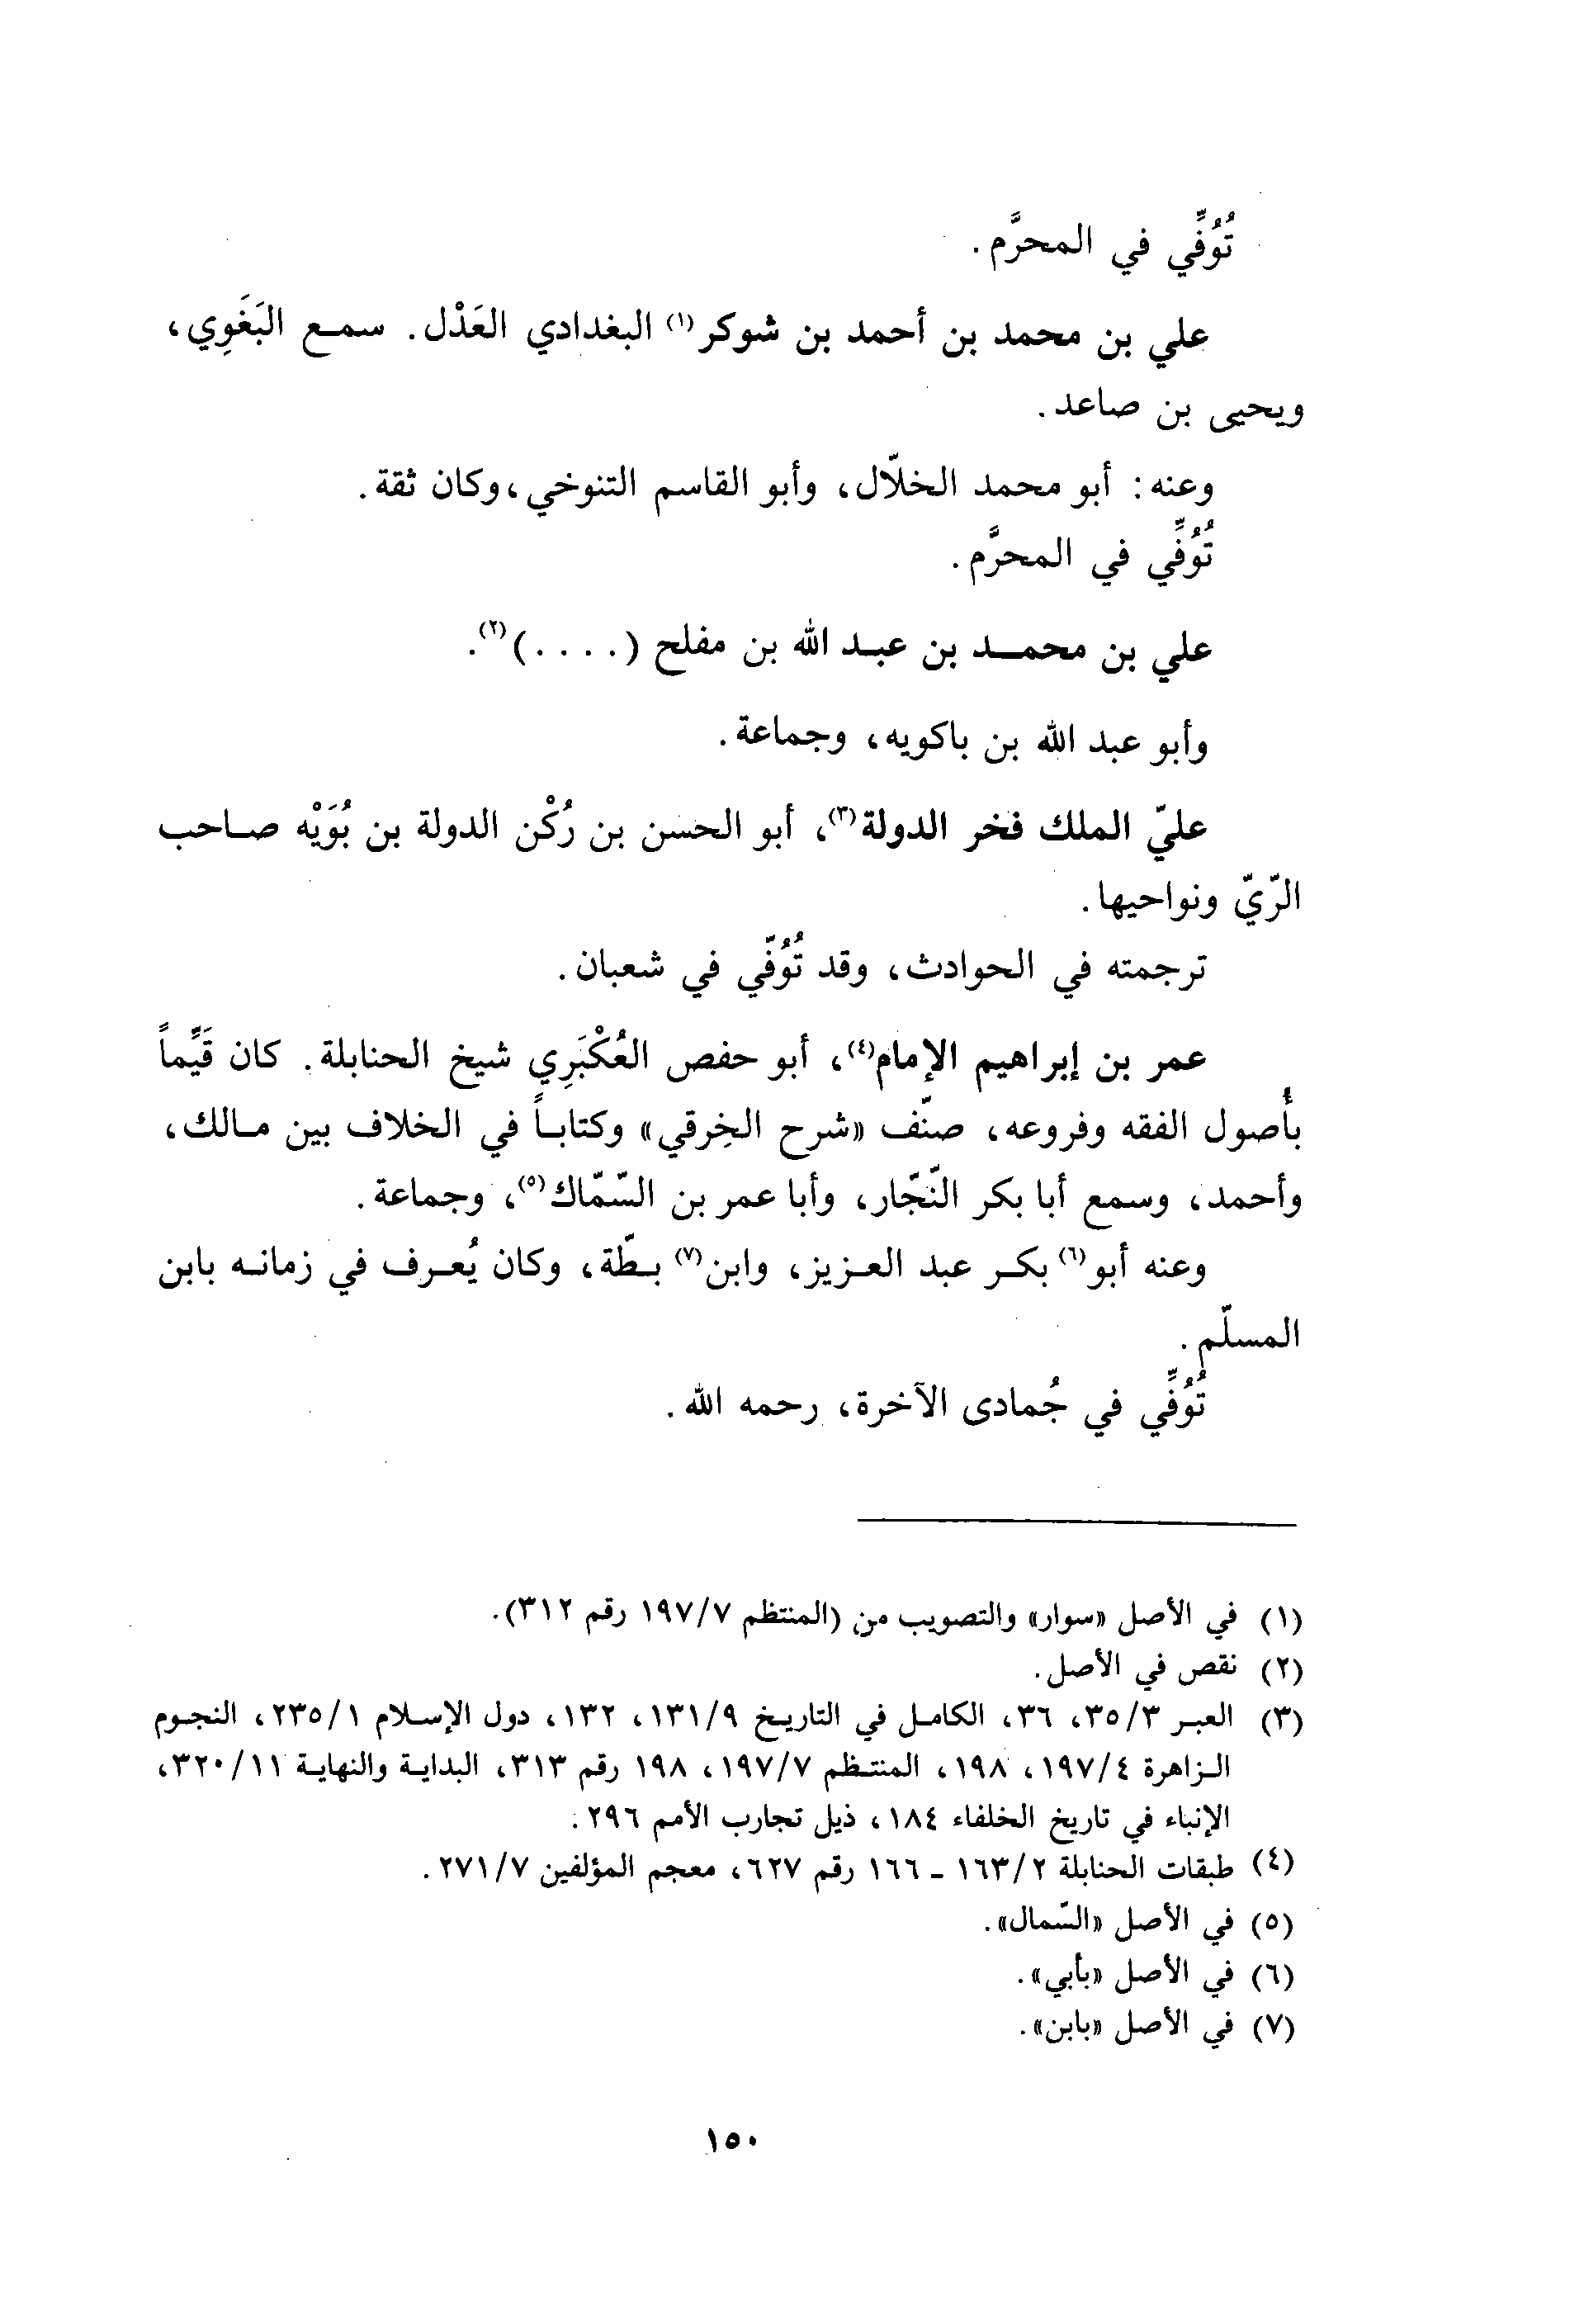 تُوُفِّي في المحرَّم.
علي بن محمد بن أحمد بن شوكر(١) البغدادي العَدْل. سمع البَغَوِي،
ويحيى بن صاعد.
وعنه: أبو محمد الخلاّل، وأبو القاسم التنوخي،وكان ثقة.
تُوُفِّي في المحرَّم.
علي بن محمد بن عبد الله بن مفلح (. . . .)(٢).
وأبو عبد الله بن باكويه، وجماعة.
عليّ الملك فخر الدولة(٣)، أبو الحسن بن رُكْن الدولة بن بُوَيْه صاحب
الرّيّ ونواحيها.
ترجمته في الحوادث، وقد تُوُفّي في شعبان.
عمر بن إبراهيم الإمام(٤)، أبو حفص العُكْبَرِي شيخ الحنابلة. كان قَيِّماً
بأُصول الفقه وفروعه، صنّف «شرح الخِرقي» وكتاباً في الخلاف بين مالك،
وأحمد، وسمع أبا بكر النّجّار، وأبا عمر بن السّمّاك(٥)، وجماعة.
وعنه أبو(٦) بكر عبد العزيز، وابن(٧) بطّة، وكان يُعرف في زمانه بابن
المسلّم.
تُوُفِّي في جُمادى الآخرة، رحمه الله.
(١) في الأصل «سوار» والتصويب من (المنتظم ١٩٧/٧ رقم ٣١٢).
(٢) نقص في الأصل.
(٣) العبر ٣٥/٣، ٣٦، الكامل في التاريخ ١٣١/٩، ١٣٢، دول الإسلام ٢٣٥/١، النجوم
الزاهرة ١٩٧/٤، ١٩٨، المنتظم ١٩٧/٧، ١٩٨ رقم ٣١٣، البداية والنهاية ٣٢٠/١١،
الإنباء في تاريخ الخلفاء ١٨٤، ذيل تجارب الأمم ٢٩٦.
(٤) طبقات الحنابلة ١٦٣/٢ - ١٦٦ رقم ٦٢٧، معجم المؤلفين ٢٧١/٧.
(٥) في الأصل «السّمال».
(٦) في الأصل «بأبي».
(٧) في الأصل «بابن».
١٥٠